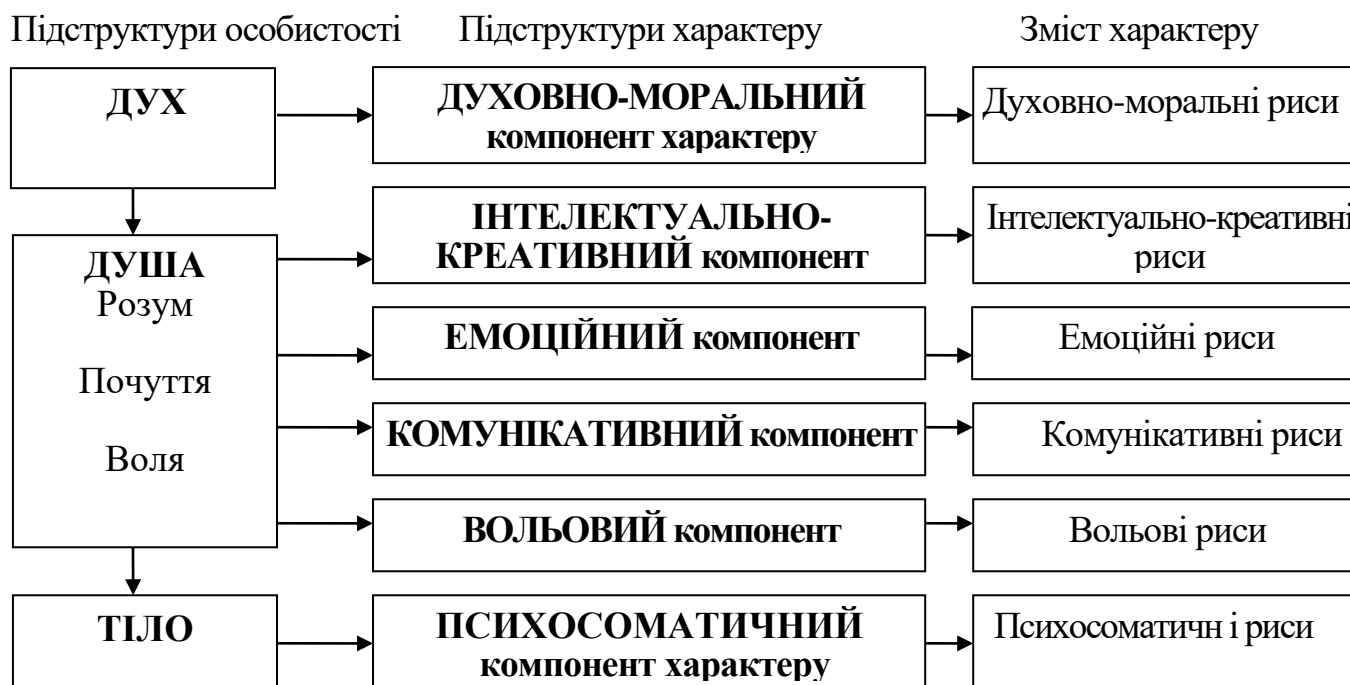 Підструктури особистості Підструктури характеру Зміст характеру
ДУХ
ДУХОВНО-МОРАЛЬНИЙ
компонент характеру
Духовно-моральні риси
ДУША
Розум
Почуття
Воля
ІНТЕЛЕКТУАЛЬНО-
КРЕАТИВНИЙ компонент
Інтелектуально-креативні
риси
ЕМОЦІЙНИЙ компонент
Емоційні риси
КОМУНІКАТИВНИЙ компонент
Комунікативні риси
ВОЛЬОВИЙ компонент
Вольові риси
ТІЛО
ПСИХОСОМАТИЧНИЙ
компонент характеру
Психосоматичн і риси